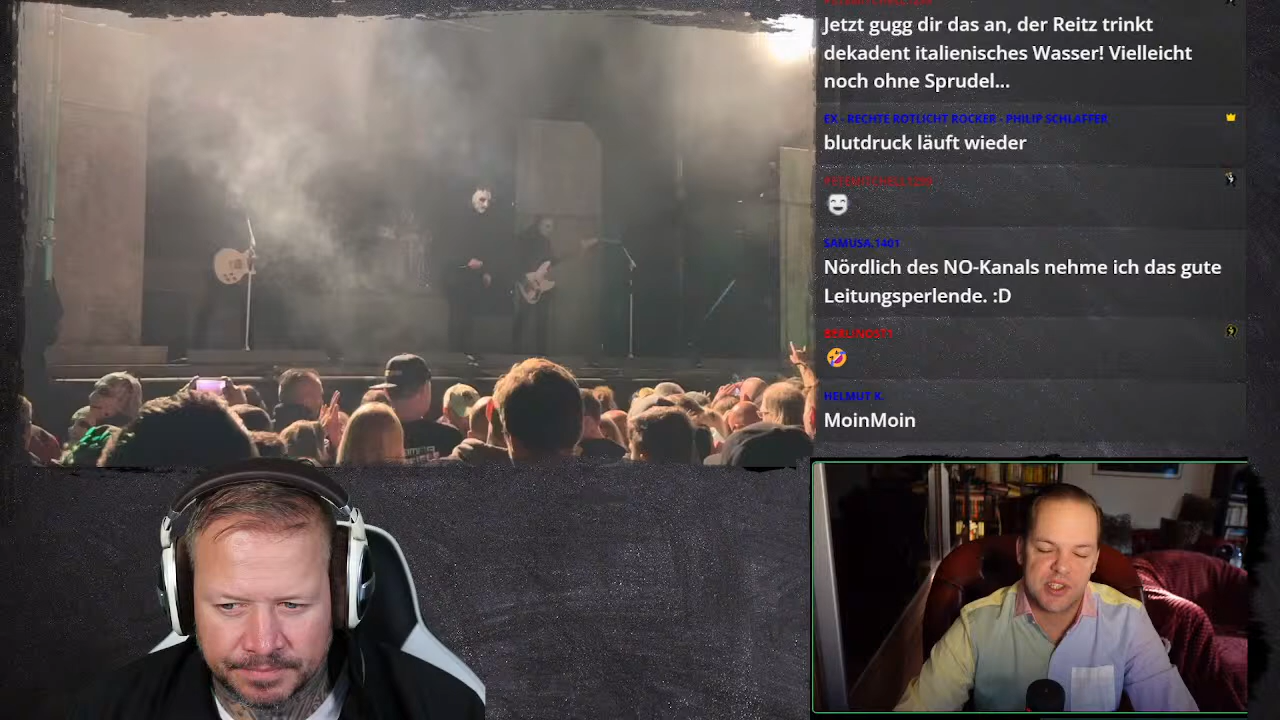 Jetzt gugg dir das an, der Reitz trinkt
dekadent italienisches Wasser! Vielleicht
noch ohne Sprudel...
EX - RECHTE ROTLICHT ROCKER - PHILIP SCHLAFFER
blutdruck läuft wieder
SAMUSA.1401
Nördlich des NO-Kanals nehme ich das gute
Leitungsperlende. :D
HELMUT K.
MoinMoin